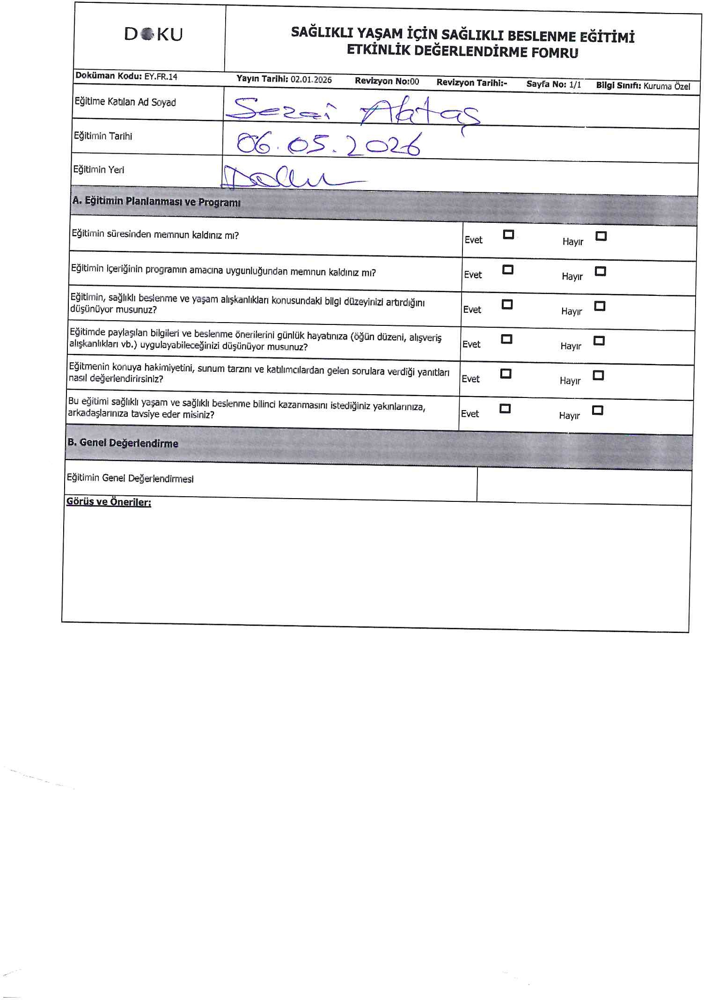 DOKU
SAĞLIKLI YAŞAM İÇİN SAĞLIKLI BESLENME EĞİTİMİ
ETKİNLİK DEĞERLENDİRME FOMRU
Doküman Kodu: EY.FR.14 Yayın Tarihi: 02.01.2026 Revizyon No:00 Revizyon Tarihi:- Sayfa No: 1/1 Bilgi Sınıfı: Kuruma Özel
Eğitime Katılan Ad Soyad Sezai Aktaş
Eğitimin Tarihi 06.05.2026
Eğitimin Yeri
A. Eğitimin Planlanması ve Programı
Eğitimin süresinden memnun kaldınız mı? Evet Hayır
Eğitimin içeriğinin programın amacına uygunluğundan memnun kaldınız mı? Evet Hayır
Eğitimin, sağlıklı beslenme ve yaşam alışkanlıkları konusundaki bilgi düzeyinizi artırdığını
düşünüyor musunuz? Evet Hayır
Eğitimde paylaşılan bilgileri ve beslenme önerilerini günlük hayatınıza (öğün düzeni, alışveriş
alışkanlıkları vb.) uygulayabileceğinizi düşünüyor musunuz? Evet Hayır
Eğitmenin konuya hakimiyetini, sunum tarzını ve katılımcılardan gelen sorulara verdiği yanıtları
nasıl değerlendirirsiniz? Evet Hayır
Bu eğitimi sağlıklı yaşam ve sağlıklı beslenme bilinci kazanmasını istediğiniz yakınlarınıza,
arkadaşlarınıza tavsiye eder misiniz? Evet Hayır
B. Genel Değerlendirme
Eğitimin Genel Değerlendirmesi
Görüş ve Öneriler: